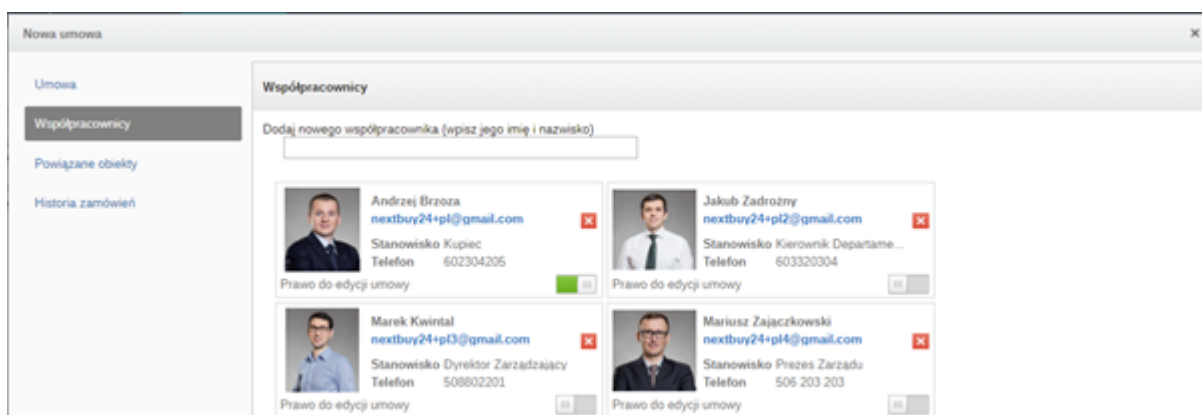 Nowa umowa
Umowa
Współpracownicy
Powiązane obiekty
Historia zamówień
Współpracownicy
Dodaj nowego współpracownika (wpisz jego imię i nazwisko)
Andrzej Brzoza
nextbuy24+pl@gmail.com
Stanowisko Kupiec
Telefon 602304205
Prawo do edycji umowy
Jakub Zadrożny
nextbuy24+pl2@gmail.com
Stanowisko Kierownik Departame...
Telefon 603320304
Prawo do edycji umowy
Marek Kwintal
nextbuy24+pl3@gmail.com
Stanowisko Dyrektor Zarządzający
Telefon 508802201
Prawo do edycji umowy
Mariusz Zajączkowski
nextbuy24+pl4@gmail.com
Stanowisko Prezes Zarządu
Telefon 506 203 203
Prawo do edycji umowy